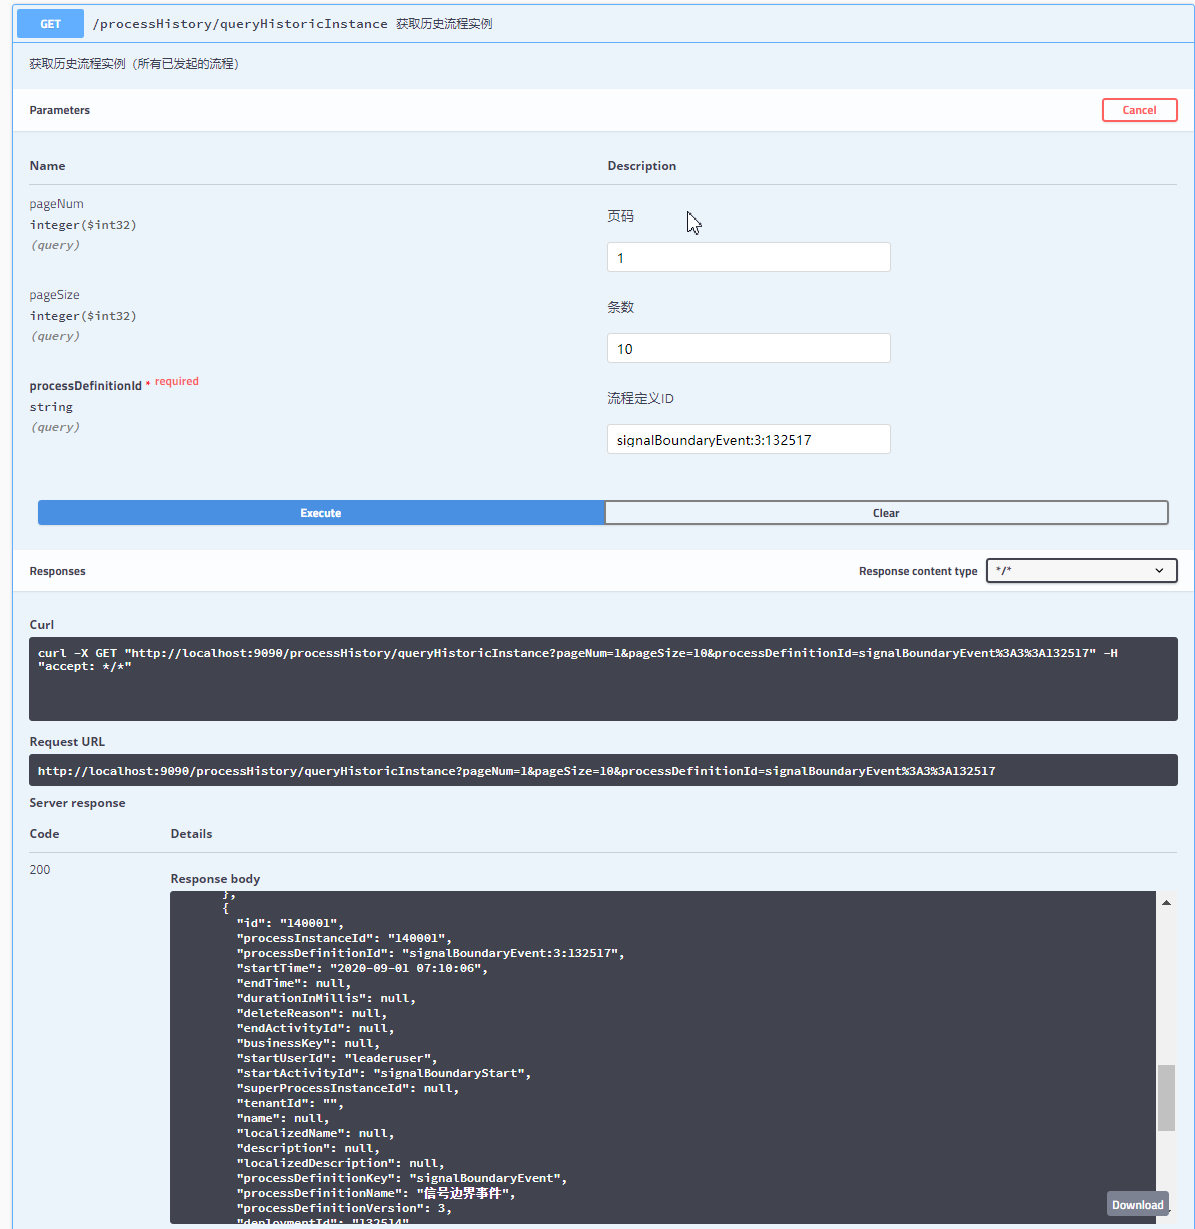 GET /processHistory/queryHistoricInstance 获取历史流程实例
获取历史流程实例（所有已发起的流程）
Parameters
Cancel
Name Description
pageNum
integer($int32)
(query)
页码
1
pageSize
integer($int32)
(query)
条数
10
processDefinitionId * required
string
(query)
流程定义ID
signalBoundaryEvent:3:132517
Execute
Clear
Responses
Response content type */*
Curl
curl -X GET "http://localhost:9090/processHistory/queryHistoricInstance?pageNum=1&pageSize=10&processDefinitionId=signalBoundaryEvent%3A3%3A132517" -H
"accept: */*"
Request URL
http://localhost:9090/processHistory/queryHistoricInstance?pageNum=1&pageSize=10&processDefinitionId=signalBoundaryEvent%3A3%3A132517
Server response
Code Details
200
Response body
},
{
"id": "140001",
"processInstanceId": "140001",
"processDefinitionId": "signalBoundaryEvent:3:132517",
"startTime": "2020-09-01 07:10:06",
"endTime": null,
"durationInMillis": null,
"deleteReason": null,
"endActivityId": null,
"businessKey": null,
"startUserId": "leaderuser",
"startActivityId": "signalBoundaryStart",
"superProcessInstanceId": null,
"tenantId": "",
"name": null,
"localizedName": null,
"description": null,
"localizedDescription": null,
"processDefinitionKey": "signalBoundaryEvent",
"processDefinitionName": "信号边界事件",
"processDefinitionVersion": 3,
"deploymentId": "132514"
Download